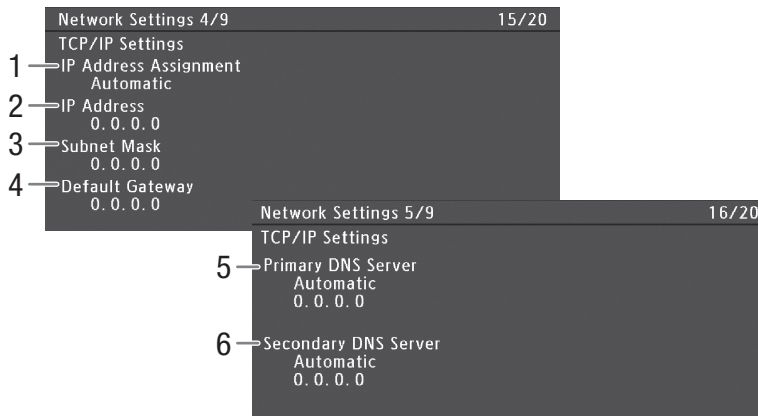 Network Settings 4/9 15/20
TCP/IP Settings
1 IP Address Assignment
Automatic
2 IP Address
0.0.0.0
3 Subnet Mask
0.0.0.0
4 Default Gateway
0.0.0.0
Network Settings 5/9 16/20
TCP/IP Settings
5 Primary DNS Server
Automatic
0.0.0.0
6 Secondary DNS Server
Automatic
0.0.0.0